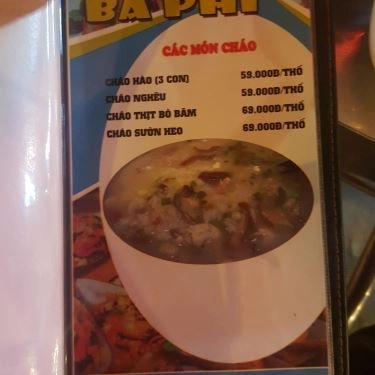 BA PHI
CÁC MÓN CHÁO
CHÁO HÀO (3 CON) 59.000Đ/THỐ
CHÁO NGHÊU 59.000Đ/THỐ
CHÁO THỊT BÒ BẰM 69.000Đ/THỐ
CHÁO SƯỜN HEO 69.000Đ/THỐ